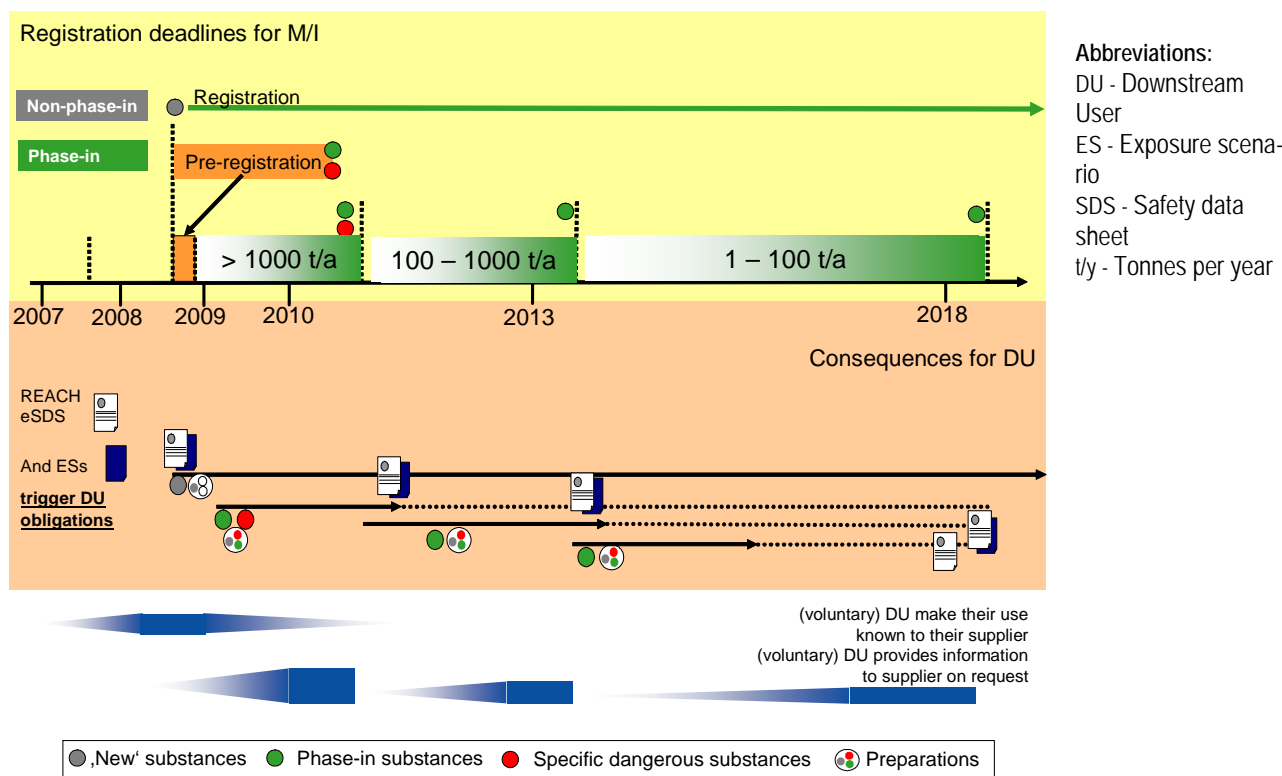 Registration deadlines for M/I
Non-phase-in
Registration
Phase-in
Pre-registration
> 1000 t/a
100 – 1000 t/a
1 – 100 t/a
2007
2008
2009
2010
2013
2018
Consequences for DU
REACH
eSDS
And ESs
trigger DU
obligations
(voluntary) DU make their use
known to their supplier
(voluntary) DU provides information
to supplier on request
‚New‘ substances
Phase-in substances
Specific dangerous substances
Preparations
Abbreviations:
DU - Downstream
User
ES - Exposure scena-
rio
SDS - Safety data
sheet
t/y - Tonnes per year